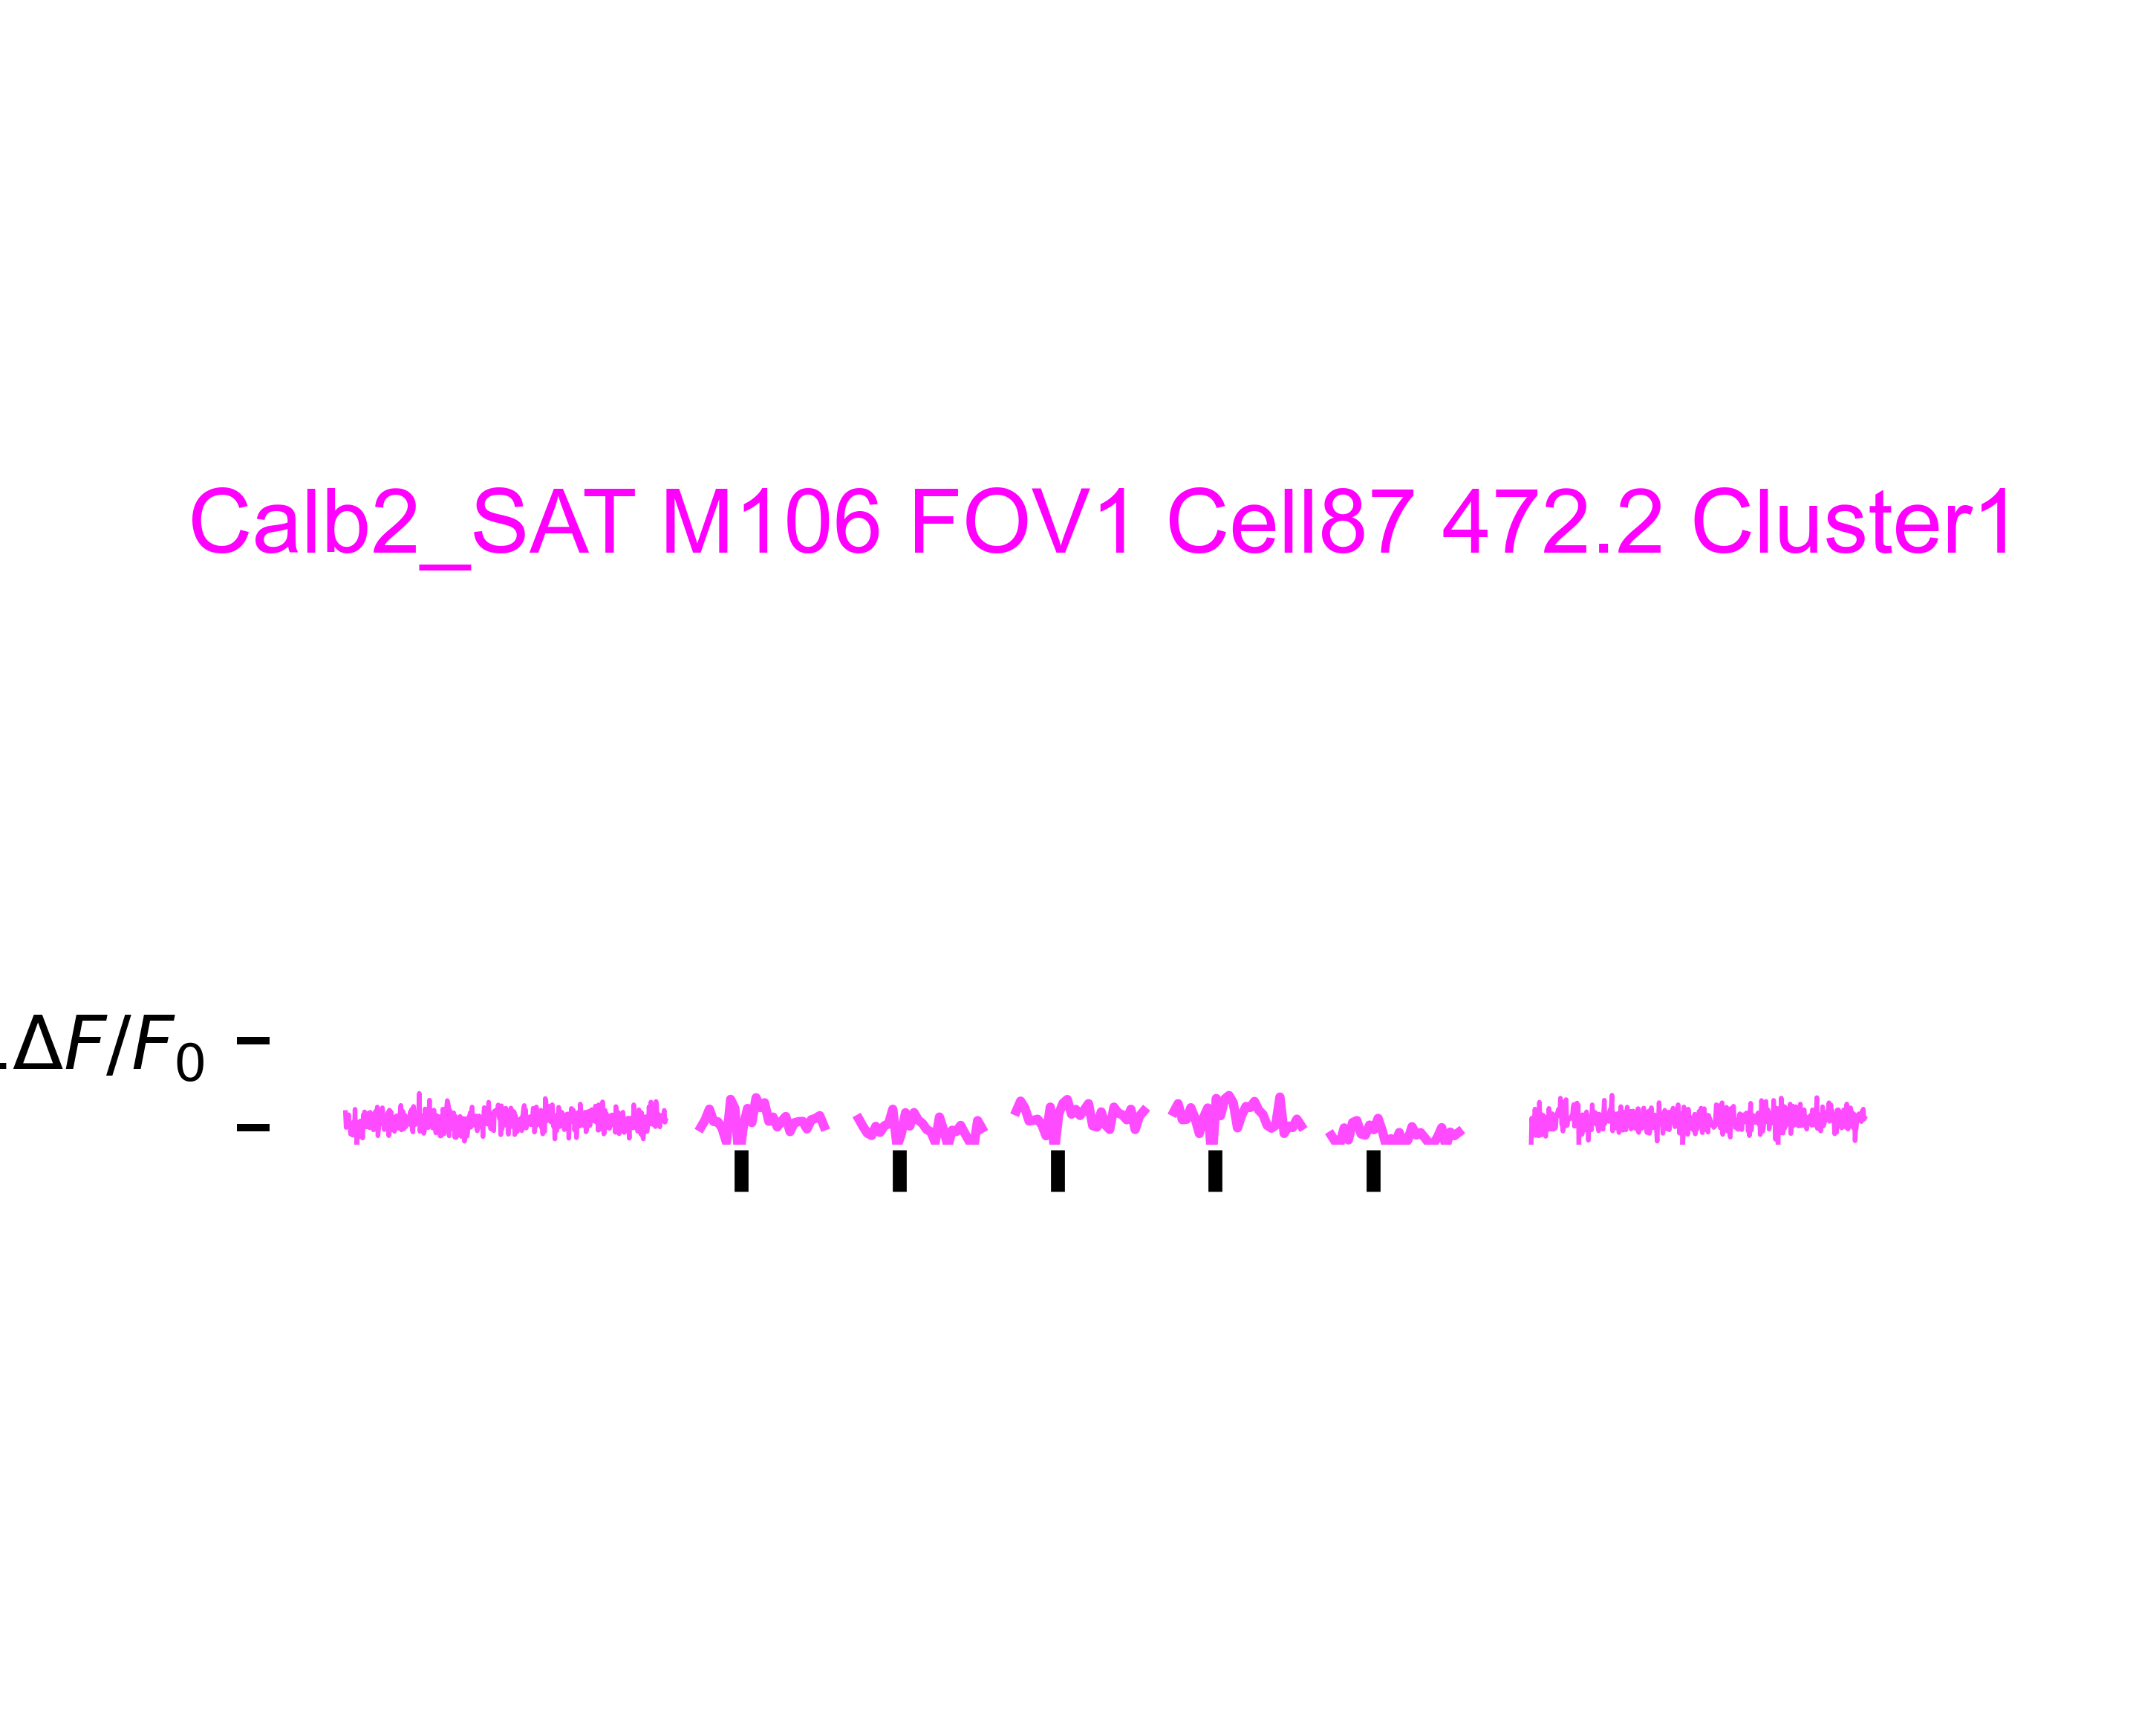 Calb2_SAT M106 FOV1 Cell87 472.2 Cluster1
.ΔF/F₀